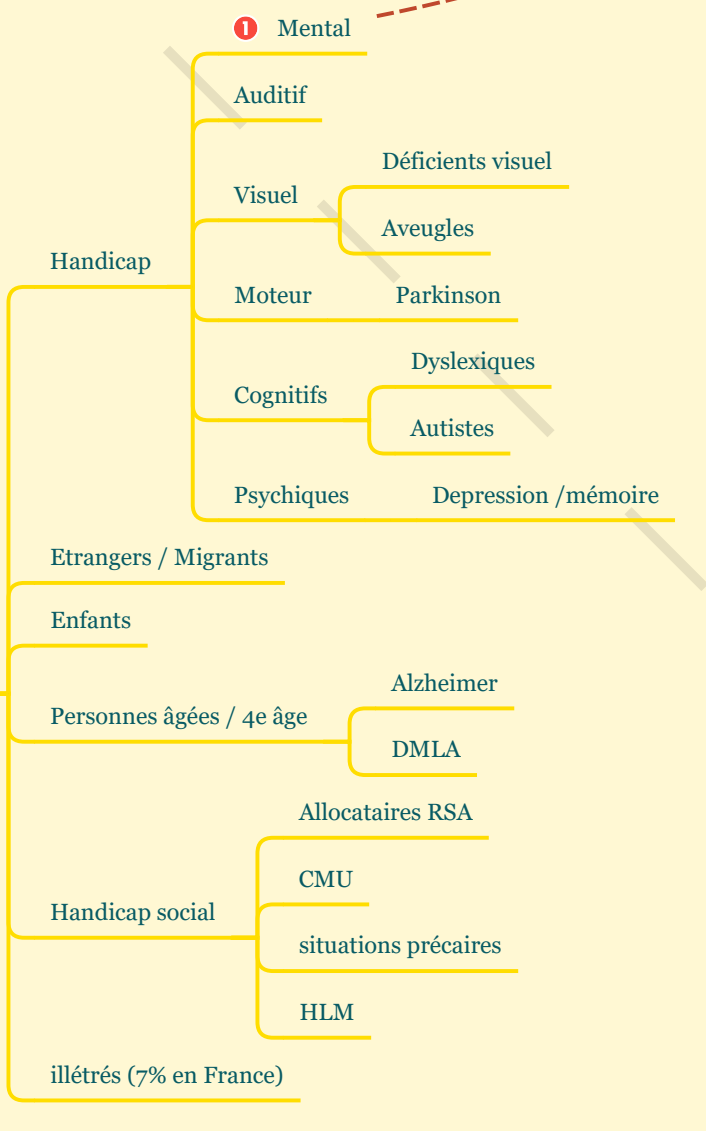 1 Mental
Auditif
Déficients visuel
Visuel
Aveugles
Handicap
Moteur Parkinson
Dyslexiques
Cognitifs
Autistes
Psychiques Depression /mémoire
Etrangers / Migrants
Enfants
Alzheimer
Personnes âgées / 4e âge
DMLA
Allocataires RSA
CMU
Handicap social
situations précaires
HLM
illétrés (7% en France)